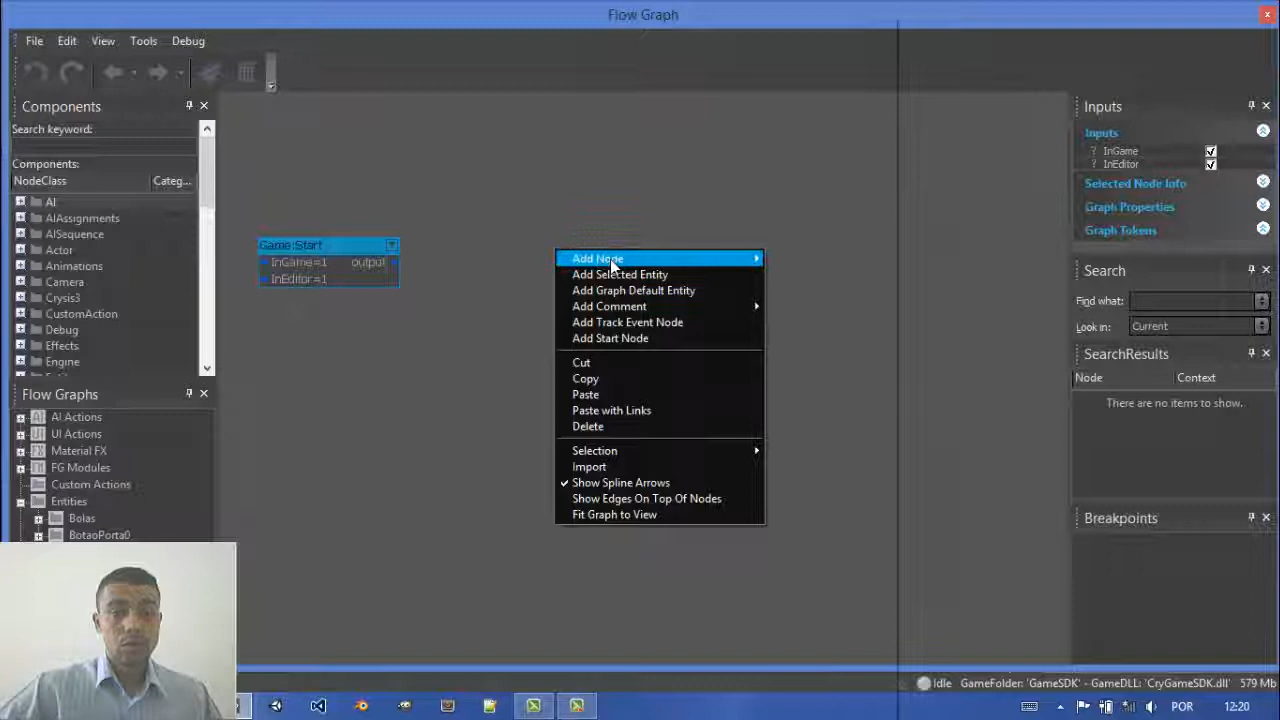 Flow Graph
File Edit View Tools Debug
Components
Search keyword:
Components:
NodeClass Categ...
AI
AIAssignments
AISequence
Actor
Animations
Camera
Crysis3
CustomAction
Debug
Effects
Engine
Flow Graphs
AI Actions
UI Actions
Material FX
FG Modules
Custom Actions
Entities
Bolas
BotaoPorta0
Game:Start
InGame=1 output
InEditor=1
Add Node
Add Selected Entity
Add Graph Default Entity
Add Comment
Add Track Event Node
Add Start Node
Cut
Copy
Paste
Paste with Links
Delete
Selection
Import
Show Spline Arrows
Show Edges On Top Of Nodes
Fit Graph to View
Inputs
Inputs
? InGame
? InEditor
Selected Node Info
Graph Properties
Graph Tokens
Search
Find what:
Look in: Current
SearchResults
Node Context
There are no items to show.
Breakpoints
Idle GameFolder: 'GameSDK' - GameDLL: 'CryGameSDK.dll' 579 Mb
POR 12:20